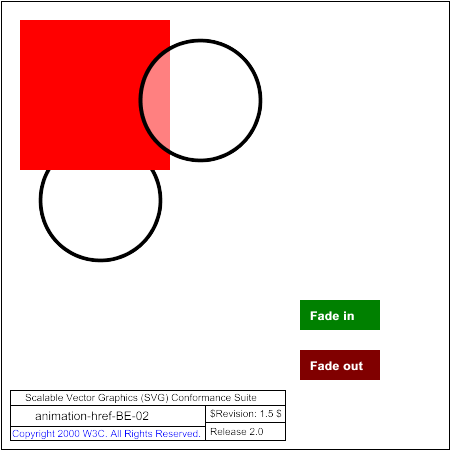 Fade in
Fade out
Scalable Vector Graphics (SVG) Conformance Suite
animation-href-BE-02
$Revision: 1.5 $
Copyright 2000 W3C. All Rights Reserved.
Release 2.0